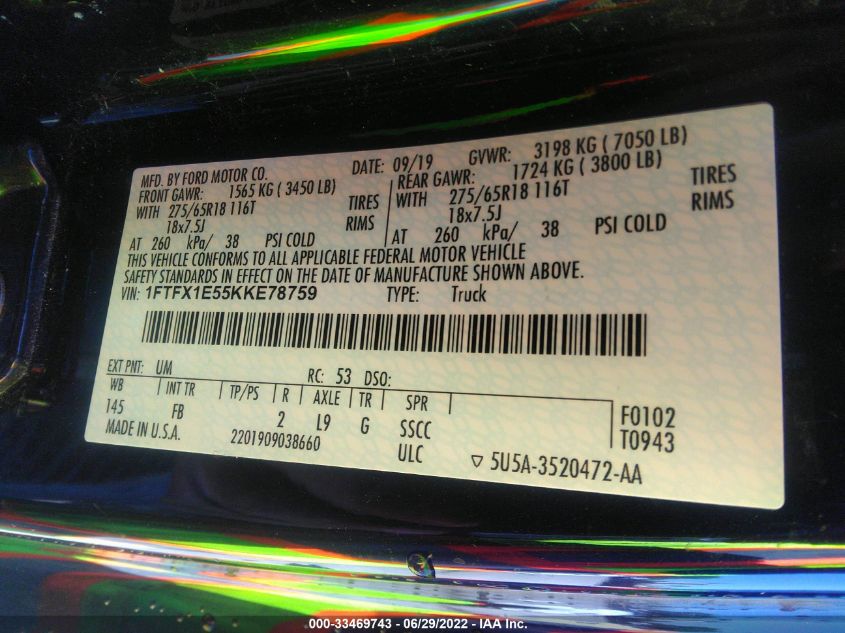 MFD. BY FORD MOTOR CO. DATE: 09/19 GVWR: 3198 KG ( 7050 LB)
FRONT GAWR: 1565 KG ( 3450 LB) REAR GAWR: 1724 KG ( 3800 LB)
WITH 275/65R18 116T TIRES WITH 275/65R18 116T TIRES
18x7.5J RIMS 18x7.5J RIMS
AT 260 kPa/ 38 PSI COLD AT 260 kPa/ 38 PSI COLD
THIS VEHICLE CONFORMS TO ALL APPLICABLE FEDERAL MOTOR VEHICLE
SAFETY STANDARDS IN EFFECT ON THE DATE OF MANUFACTURE SHOWN ABOVE.
VIN: 1FTFX1E55KKE78759 TYPE: Truck
EXT PNT: UM RC: 53 DSO:
WB INT TR TP/PS R AXLE TR SPR
145 FB 2 L9 G SSCC F0102
MADE IN U.S.A. 2201909038660 ULC T0943
▽ 5U5A-3520472-AA
000-33469743 - 06/29/2022 - IAA Inc.